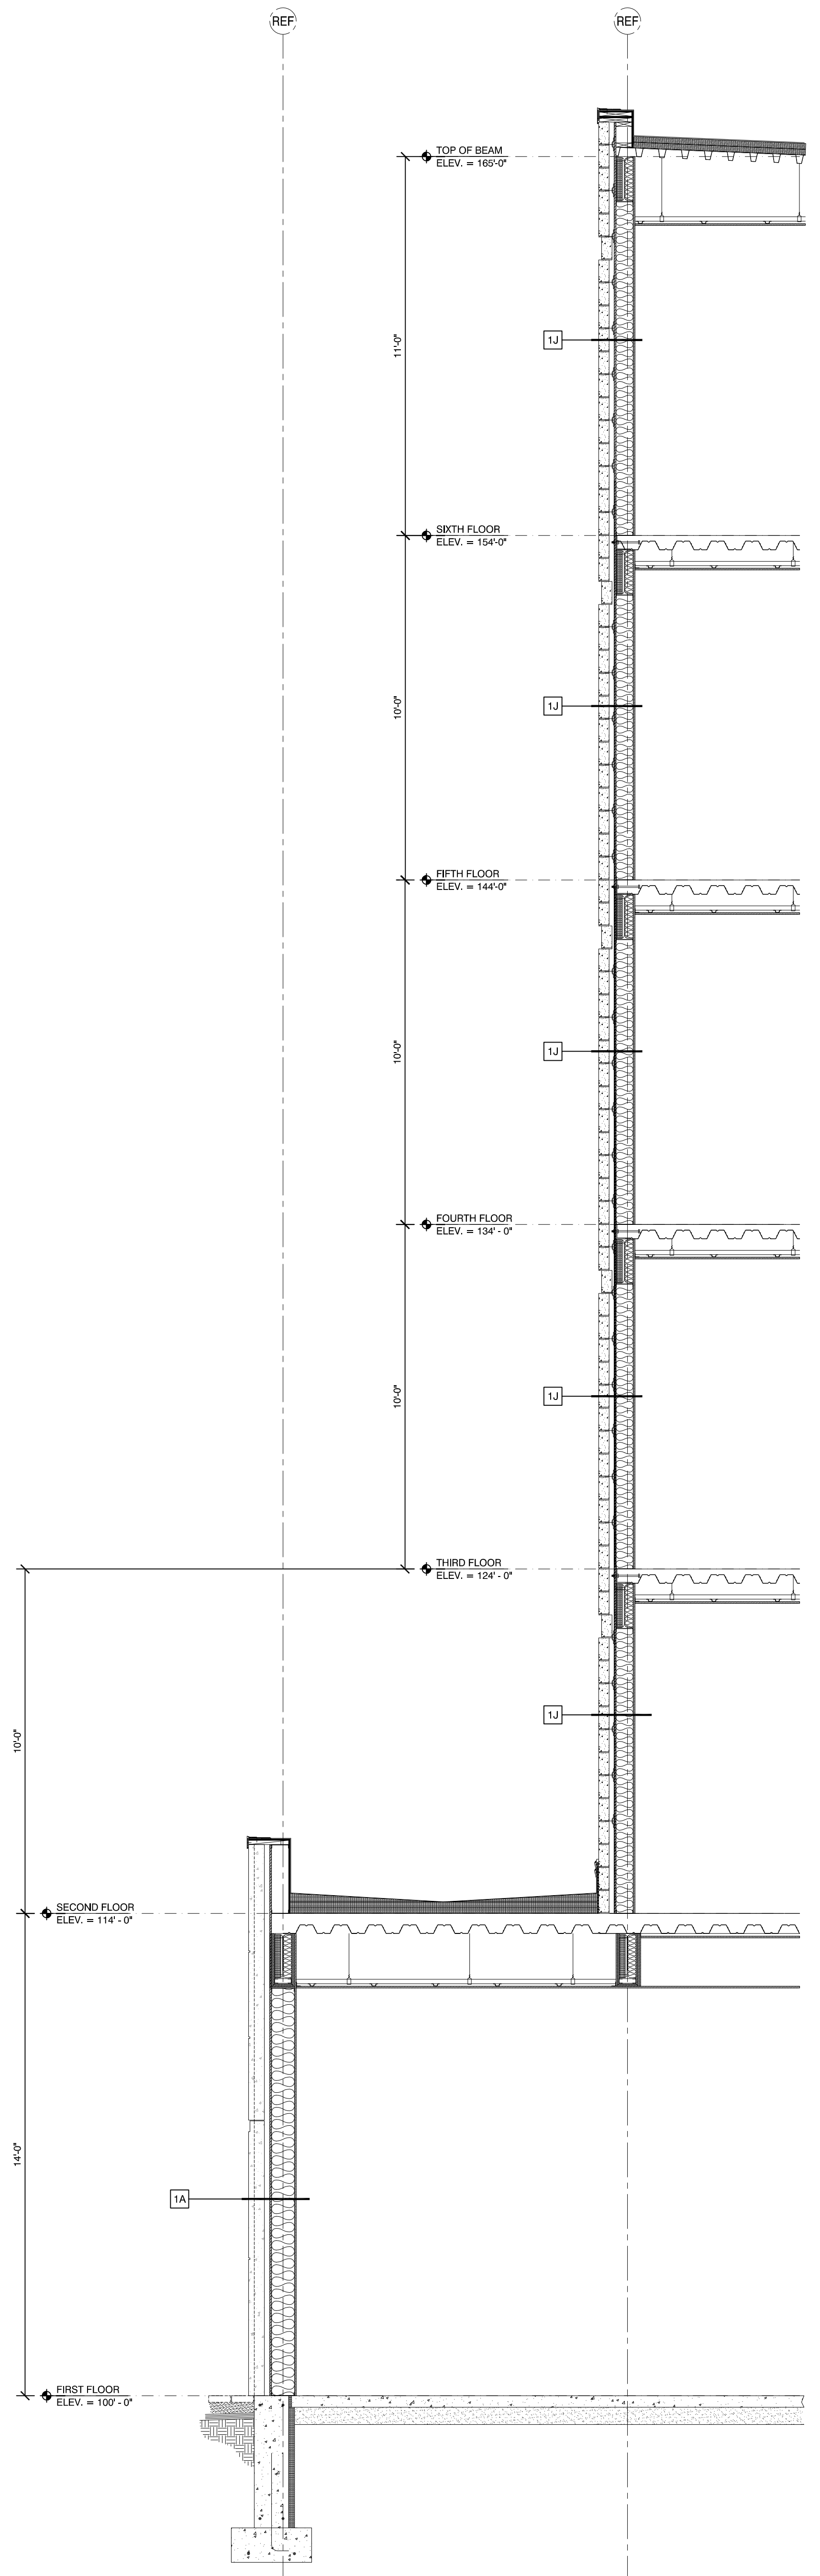 REF
REF
TOP OF BEAM
ELEV. = 165'-0"
11'-0"
1J
SIXTH FLOOR
ELEV. = 154'-0"
10'-0"
1J
FIFTH FLOOR
ELEV. = 144'-0"
10'-0"
1J
FOURTH FLOOR
ELEV. = 134' - 0"
10'-0"
1J
THIRD FLOOR
ELEV. = 124' - 0"
10'-0"
1J
SECOND FLOOR
ELEV. = 114' - 0"
14'-0"
1A
FIRST FLOOR
ELEV. = 100' - 0"